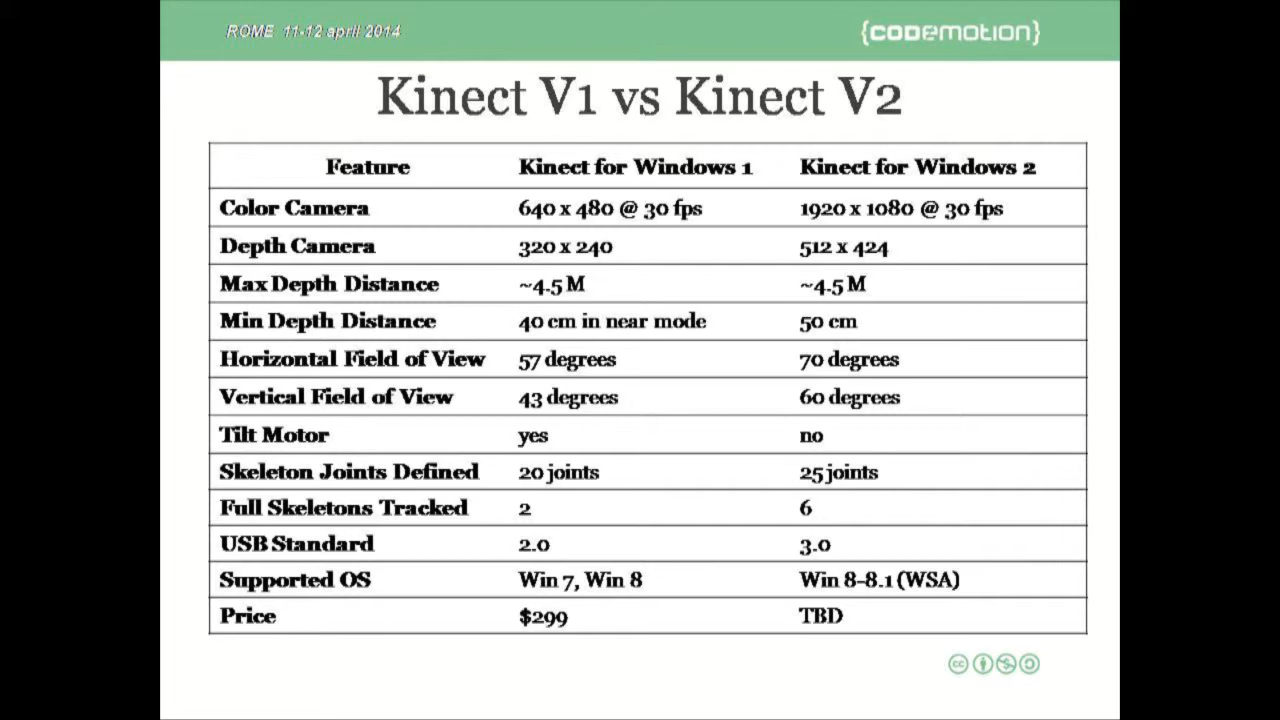 ROME 11-12 april 2014
{CODEMOTION}
Kinect V1 vs Kinect V2
Feature Kinect for Windows 1 Kinect for Windows 2
Color Camera 640 x 480 @ 30 fps 1920 x 1080 @ 30 fps
Depth Camera 320 x 240 512 x 424
Max Depth Distance ~4.5 M ~4.5 M
Min Depth Distance 40 cm in near mode 50 cm
Horizontal Field of View 57 degrees 70 degrees
Vertical Field of View 43 degrees 60 degrees
Tilt Motor yes no
Skeleton Joints Defined 20 joints 25 joints
Full Skeletons Tracked 2 6
USB Standard 2.0 3.0
Supported OS Win 7, Win 8 Win 8-8.1 (WSA)
Price $299 TBD
cc